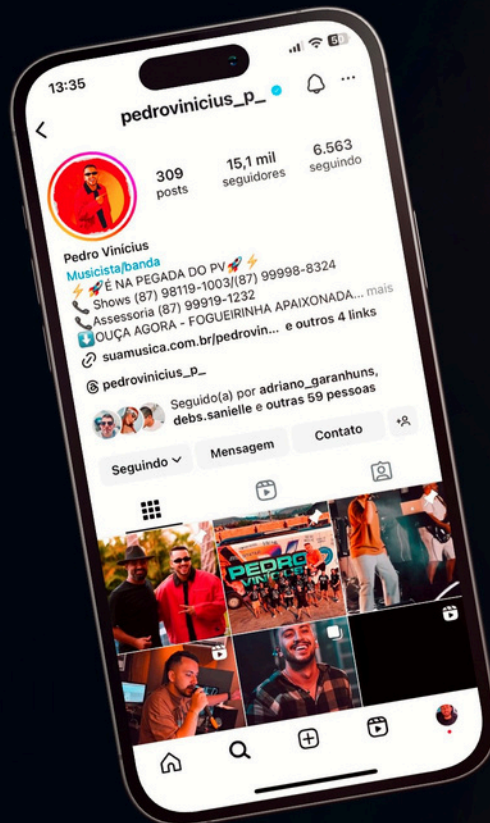 13:35
50
pedrovinicius_p_
309
posts
15,1 mil
seguidores
6.563
seguindo
Pedro Vinícius
Musicista/banda
⚡🚀É NA PEGADA DO PV🚀⚡
📞 Shows (87) 98119-1003/(87) 99998-8324
📞Assessoria (87) 99919-1232
⬇️OUÇA AGORA - FOGUEIRINHA APAIXONADA... mais
suamusica.com.br/pedrovin... e outros 4 links
pedrovinicius_p_
Seguido(a) por adriano_garanhuns,
debs.sanielle e outras 59 pessoas
Seguindo
Mensagem
Contato
PEDRO
VINÍCIUS